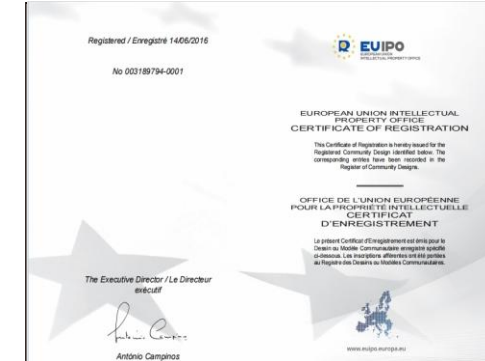 Registered / Enregistré 14/06/2016
No 003189794-0001
The Executive Director / Le Directeur
exécutif
António Campinos
EUIPO
EUROPEAN UNION
INTELLECTUAL PROPERTY OFFICE
EUROPEAN UNION INTELLECTUAL
PROPERTY OFFICE
CERTIFICATE OF REGISTRATION
This Certificate of Registration is hereby issued for the
Registered Community Design identified below. The
corresponding entries have been recorded in the
Register of Community Designs.
OFFICE DE L'UNION EUROPÉENNE
POUR LA PROPRIÉTÉ INTELLECTUELLE
CERTIFICAT
D'ENREGISTREMENT
Le présent Certificat d'Enregistrement est émis pour le
Dessin ou Modèle Communautaire enregistré spécifié
ci-dessous. Les inscriptions afférentes ont été portées
au Registre des Dessins ou Modèles Communautaires.
www.euipo.europa.eu